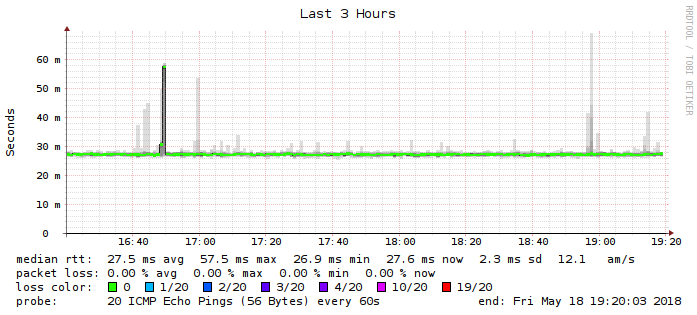 Last 3 Hours
RRDTOOL / TOBI OETIKER
Seconds
60 m
50 m
40 m
30 m
20 m
10 m
0
16:40 17:00 17:20 17:40 18:00 18:20 18:40 19:00 19:20
median rtt: 27.5 ms avg 57.5 ms max 26.9 ms min 27.6 ms now 2.3 ms sd 12.1 am/s
packet loss: 0.00 % avg 0.00 % max 0.00 % min 0.00 % now
loss color: 0 1/20 2/20 3/20 4/20 10/20 19/20
probe: 20 ICMP Echo Pings (56 Bytes) every 60s end: Fri May 18 19:20:03 2018